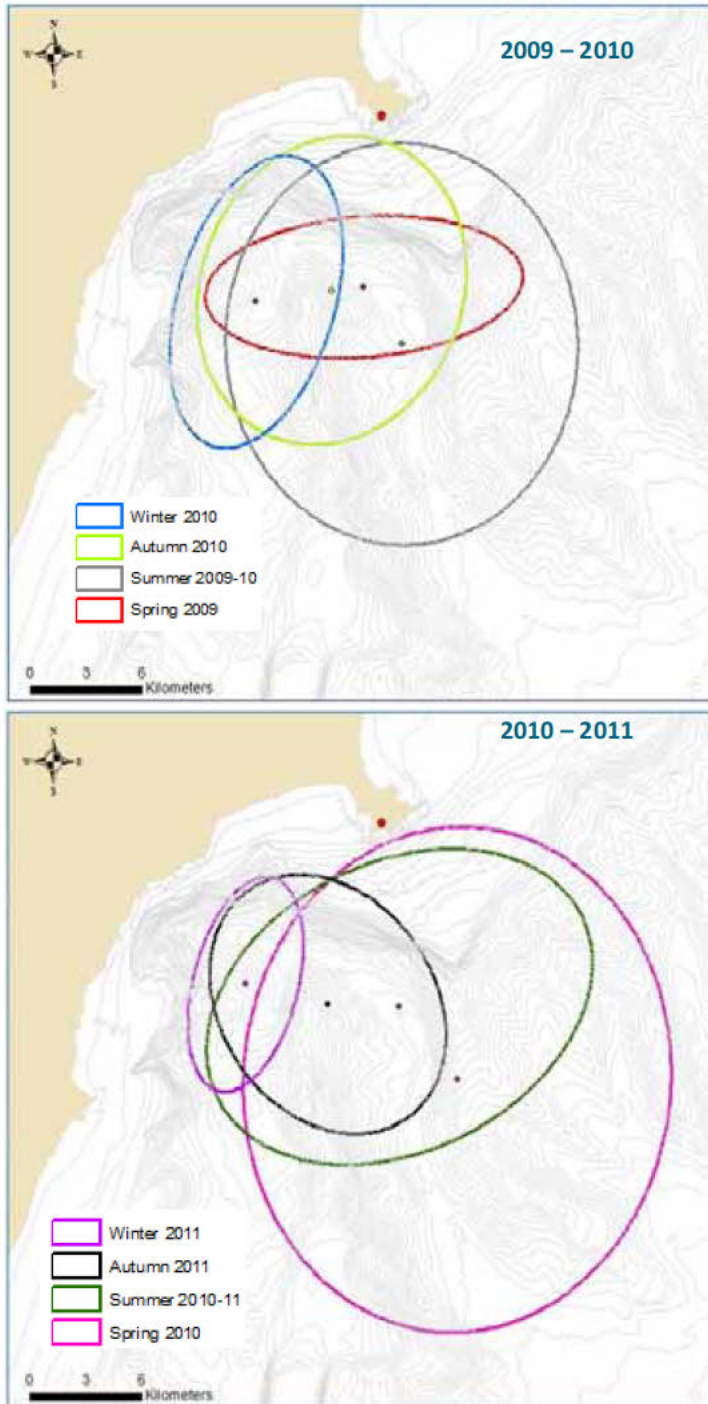 N
2009 – 2010
W E
S
Winter 2010
Autumn 2010
Summer 2009-10
Spring 2009
0 3 6
Kilometers
N
2010 – 2011
W E
S
Winter 2011
Autumn 2011
Summer 2010-11
Spring 2010
0 3 6
Kilometers